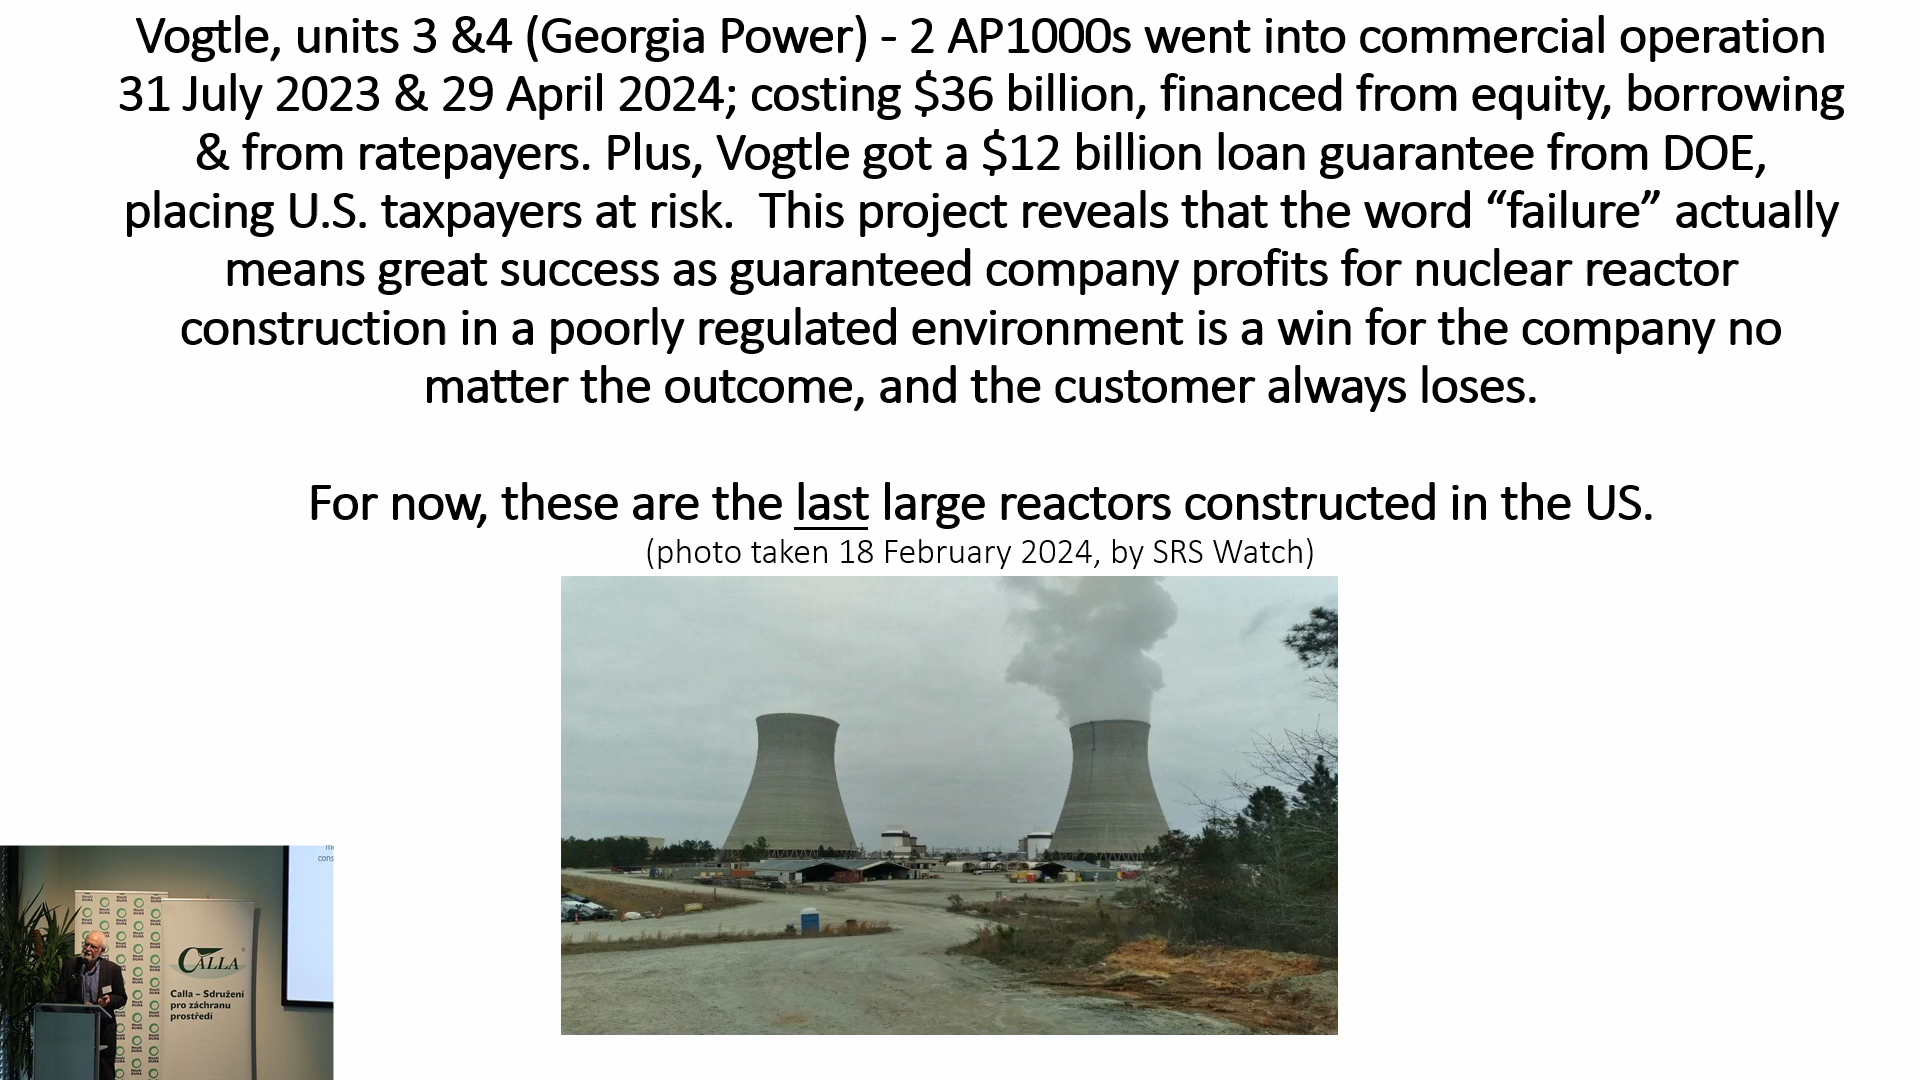 Vogtle, units 3 &4 (Georgia Power) - 2 AP1000s went into commercial operation
31 July 2023 & 29 April 2024; costing $36 billion, financed from equity, borrowing
& from ratepayers. Plus, Vogtle got a $12 billion loan guarantee from DOE,
placing U.S. taxpayers at risk.  This project reveals that the word “failure” actually
means great success as guaranteed company profits for nuclear reactor
construction in a poorly regulated environment is a win for the company no
matter the outcome, and the customer always loses.
For now, these are the last large reactors constructed in the US.
(photo taken 18 February 2024, by SRS Watch)
CALLA
Calla – Sdružení
pro záchranu
prostředí